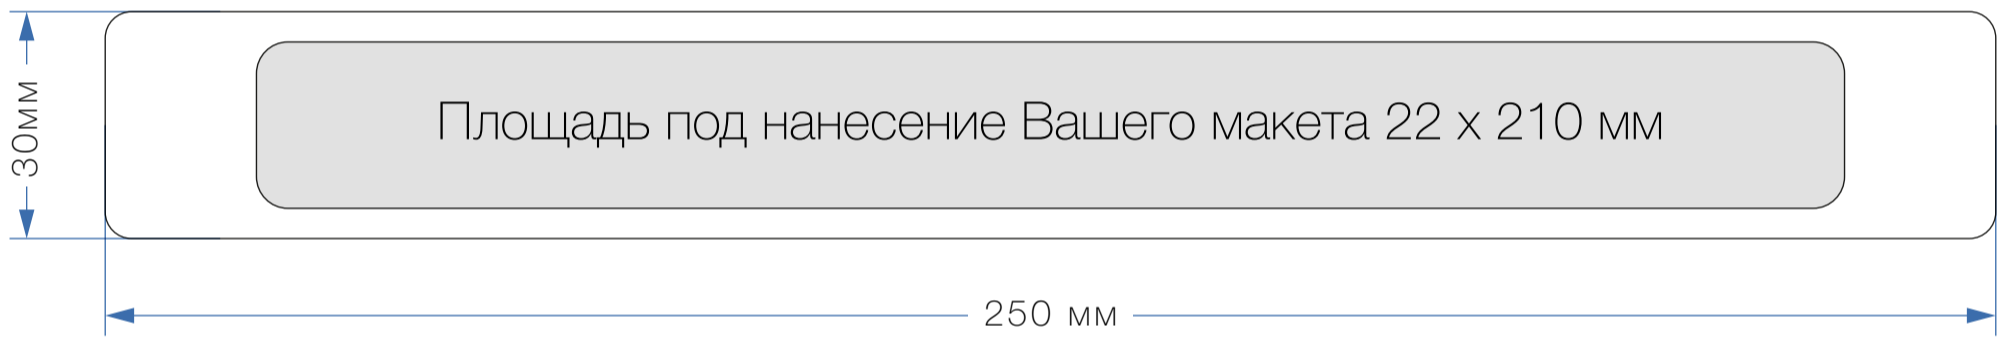 Площадь под нанесение Вашего макета 22 х 210 мм
30мм
250 мм